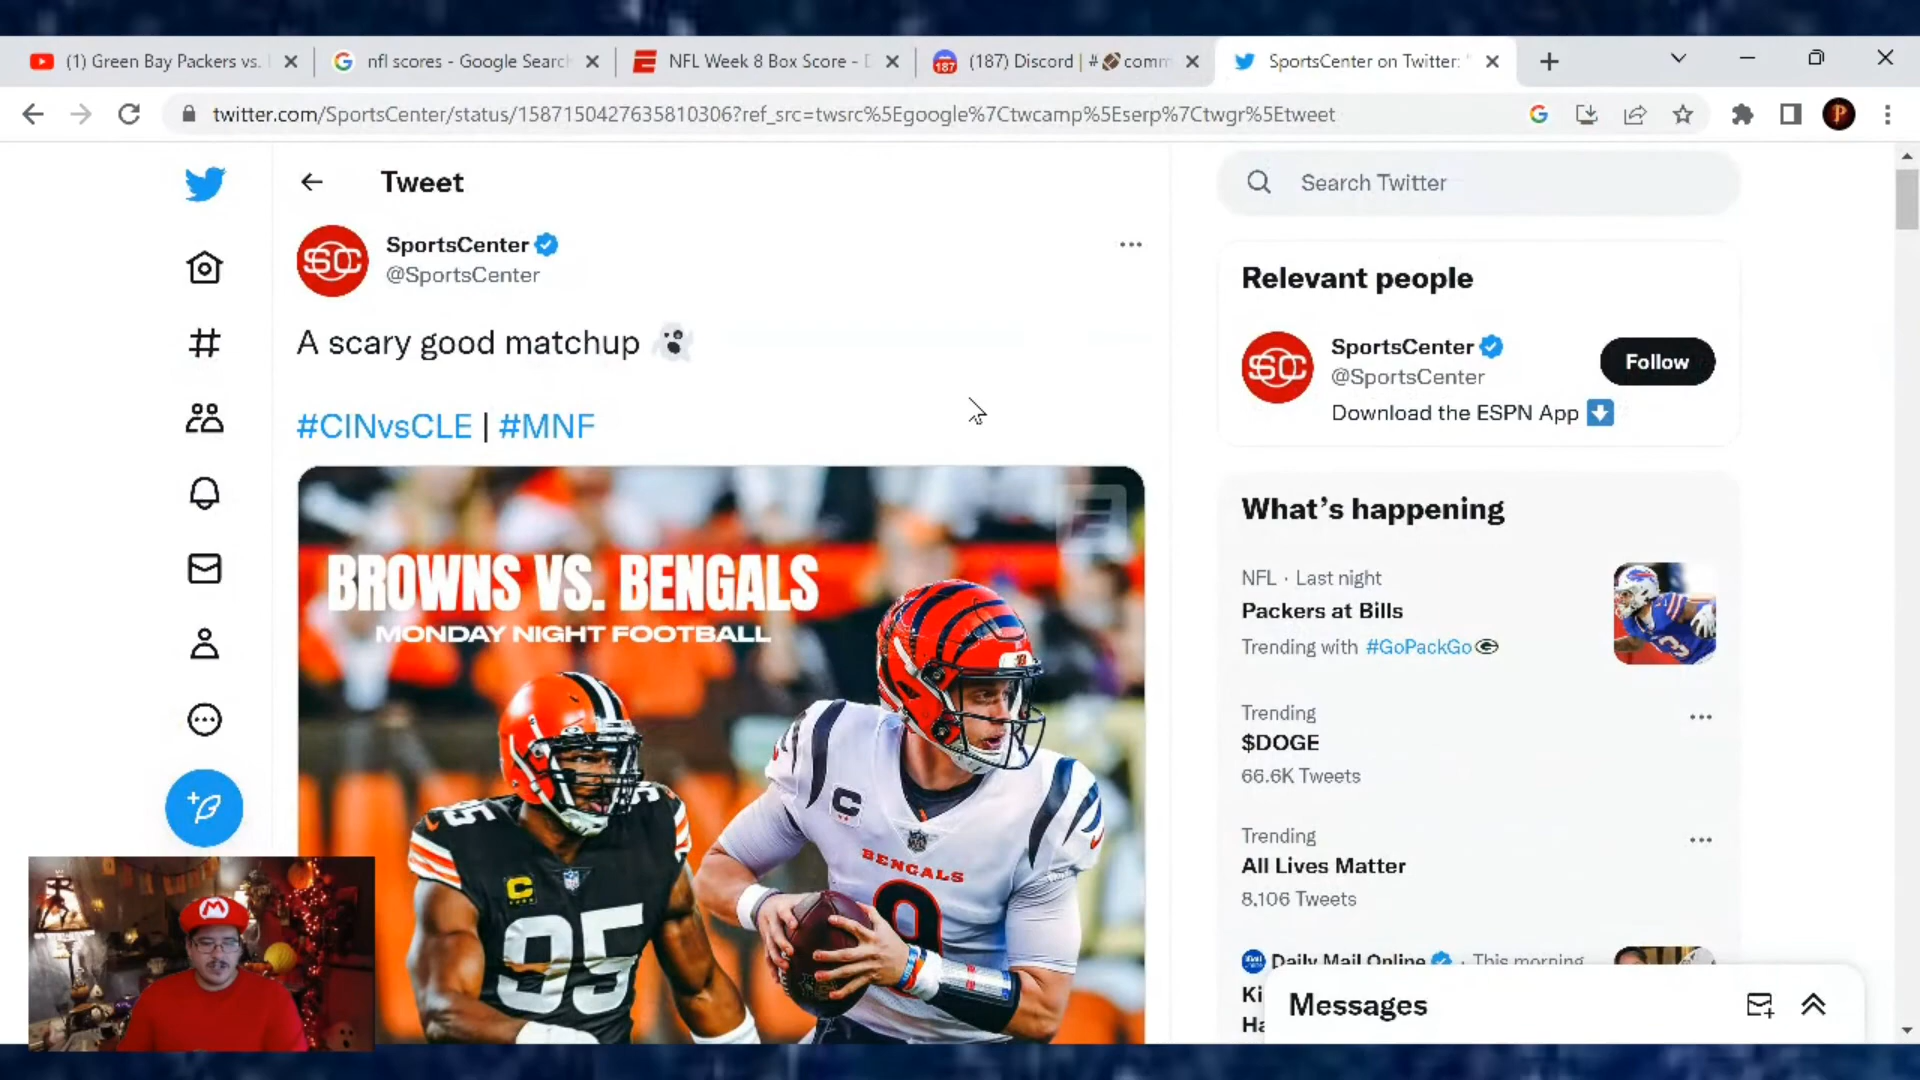 (1) Green Bay Packers vs.
nfl scores - Google Search
NFL Week 8 Box Score -
(187) Discord | #🏈comm
SportsCenter on Twitter: "
twitter.com/SportsCenter/status/1587150427635810306?ref_src=twsrc%5Egoogle%7Ctwcamp%5Eserp%7Ctwgr%5Etweet
Tweet
SportsCenter
@SportsCenter
A scary good matchup 👻
#CINvsCLE | #MNF
BROWNS VS. BENGALS
MONDAY NIGHT FOOTBALL
95
C
95
C
BENGALS
9
Search Twitter
Relevant people
SportsCenter
@SportsCenter
Follow
Download the ESPN App ⬇️
What's happening
NFL · Last night
Packers at Bills
Trending with #GoPackGo
Trending
$DOGE
66.6K Tweets
Trending
All Lives Matter
8,106 Tweets
Daily Mail Online · This morning
Ki
Ha
Messages